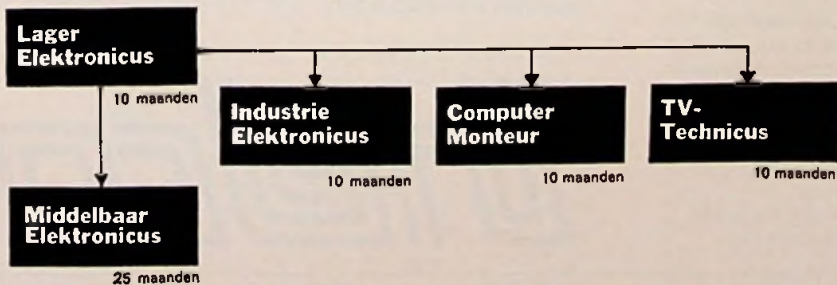 Lager
Elektronicus
10 maanden
Industrie
Elektronicus
10 maanden
Computer
Monteur
10 maanden
TV-
Technicus
10 maanden
Middelbaar
Elektronicus
25 maanden